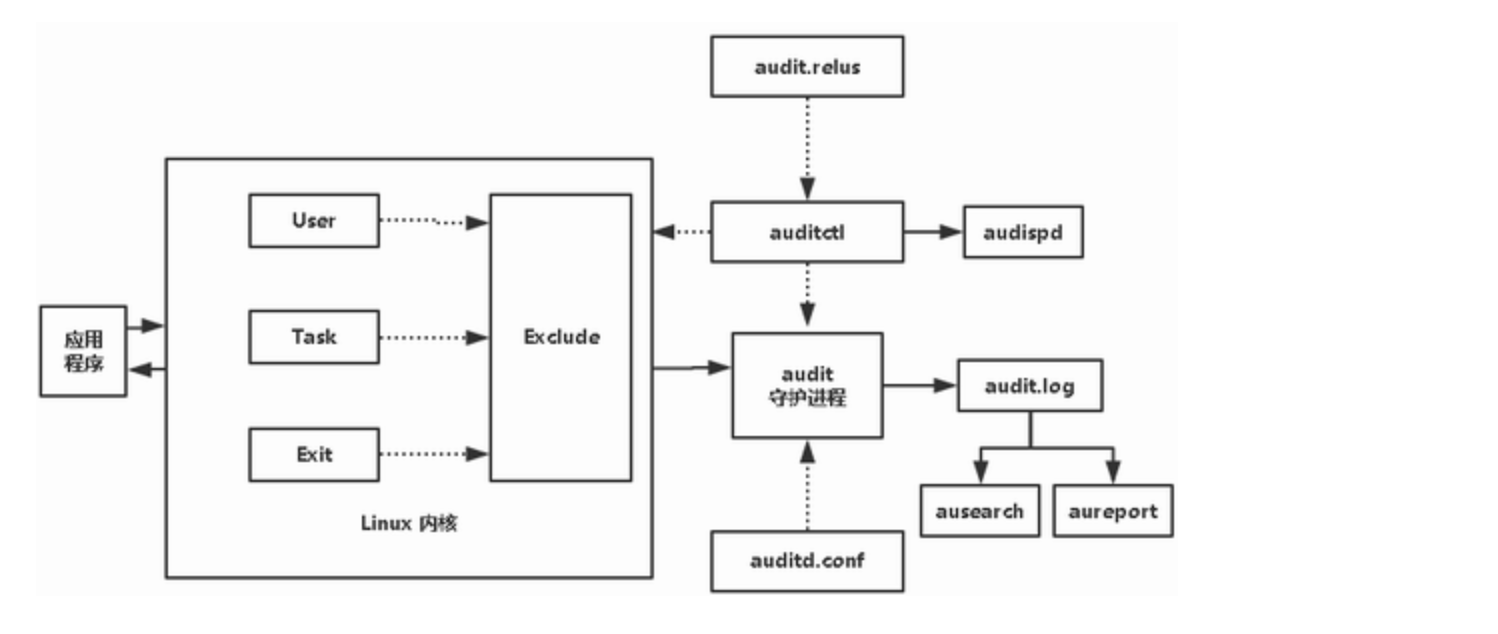 audit.relus
User
auditctl
audispd
应用
程序
Task
Exclude
audit
守护进程
audit.log
Exit
ausearch
aureport
Linux 内核
auditd.conf